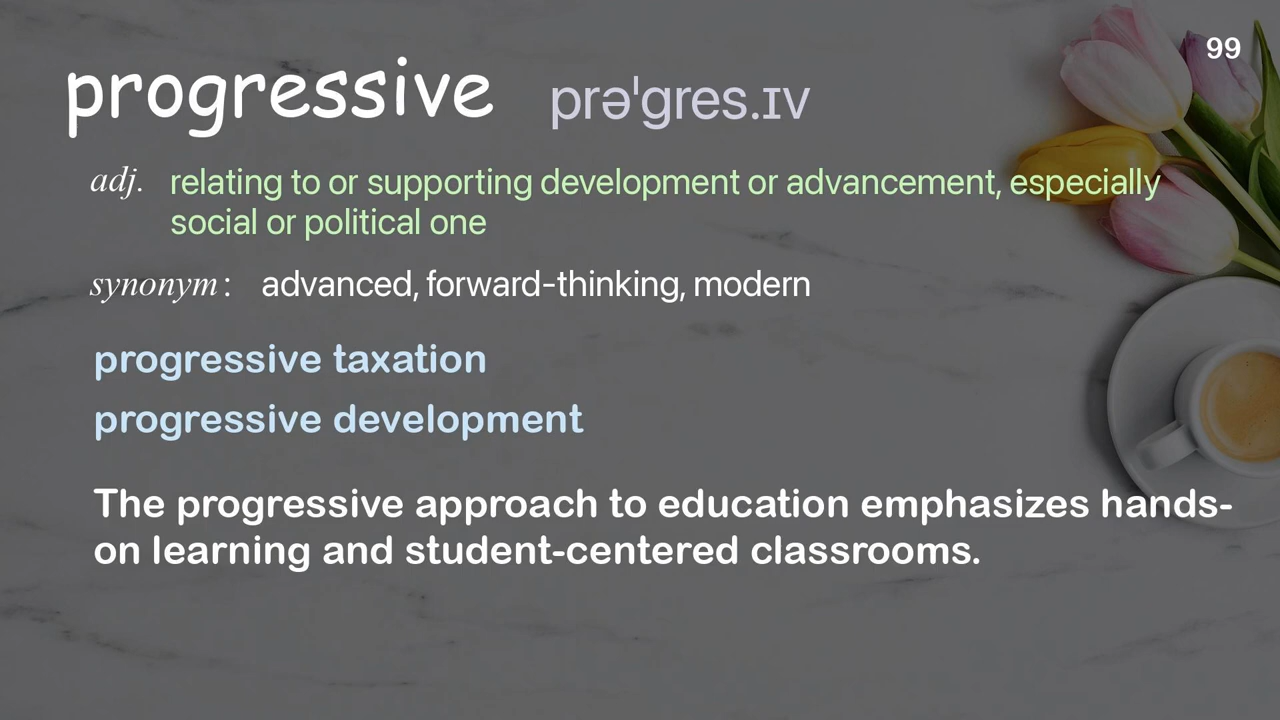 99
progressive prəˈgres.ɪv
adj. relating to or supporting development or advancement, especially
social or political one
synonym: advanced, forward-thinking, modern
progressive taxation
progressive development
The progressive approach to education emphasizes hands-
on learning and student-centered classrooms.